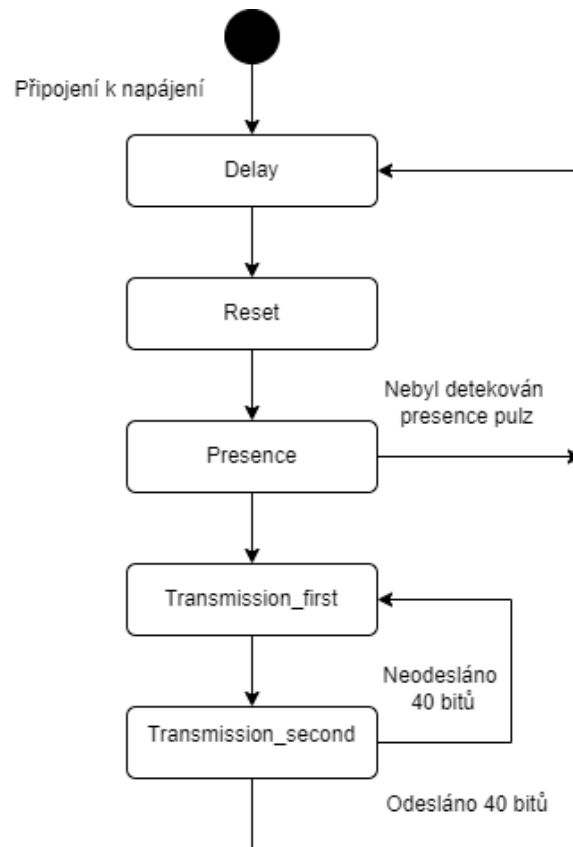 Připojení k napájení
Delay
Reset
Nebyl detekován
presence pulz
Presence
Transmission_first
Neodesláno
40 bitů
Transmission_second
Odesláno 40 bitů